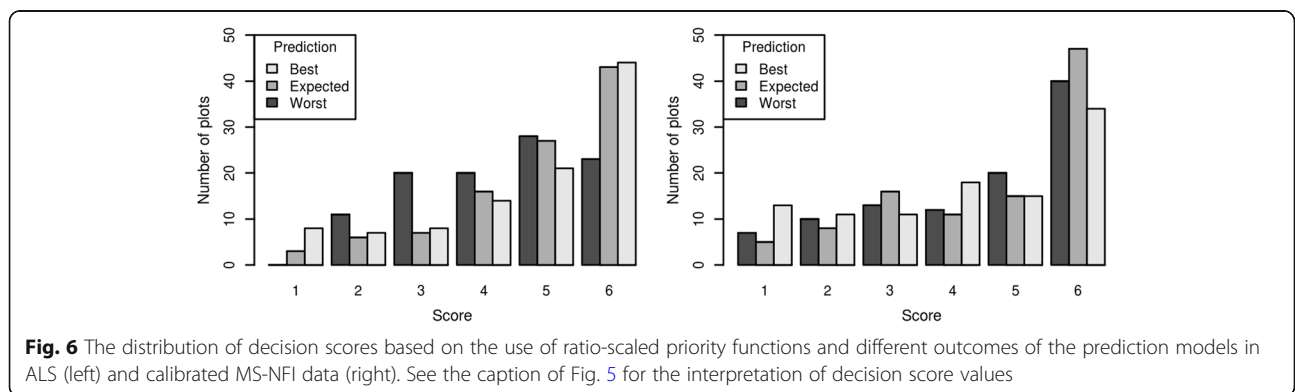 50
40
30
20
10
0
Number of plots
Prediction
Best
Expected
Worst
1 2 3 4 5 6
Score
50
40
30
20
10
0
Number of plots
Prediction
Best
Expected
Worst
1 2 3 4 5 6
Score
Fig. 6 The distribution of decision scores based on the use of ratio-scaled priority functions and different outcomes of the prediction models in
ALS (left) and calibrated MS-NFI data (right). See the caption of Fig. 5 for the interpretation of decision score values